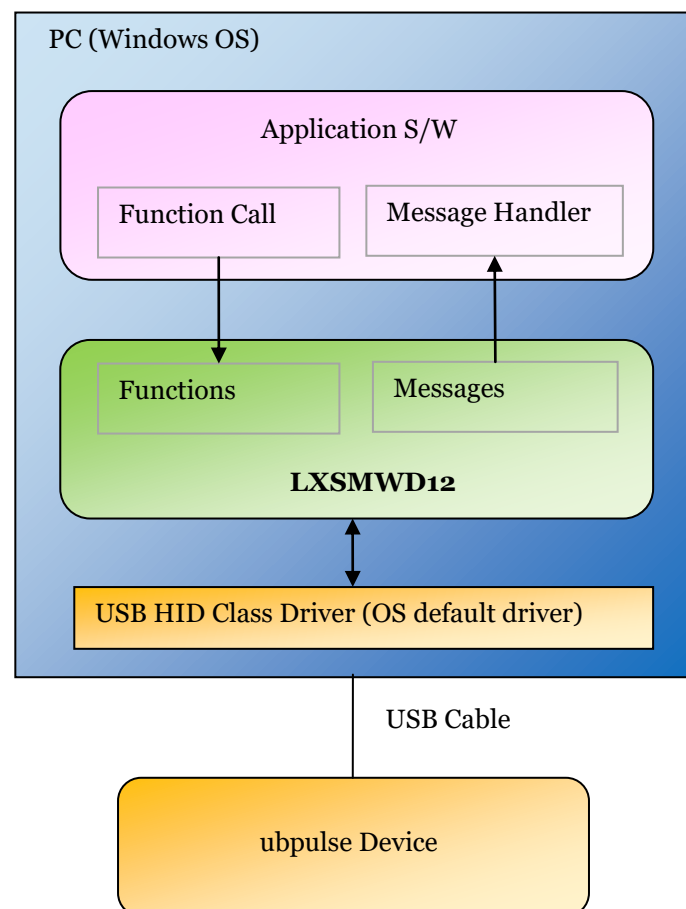 PC (Windows OS)
Application S/W
Function Call
Message Handler
Functions
Messages
LXSMWD12
USB HID Class Driver (OS default driver)
USB Cable
ubpulse Device